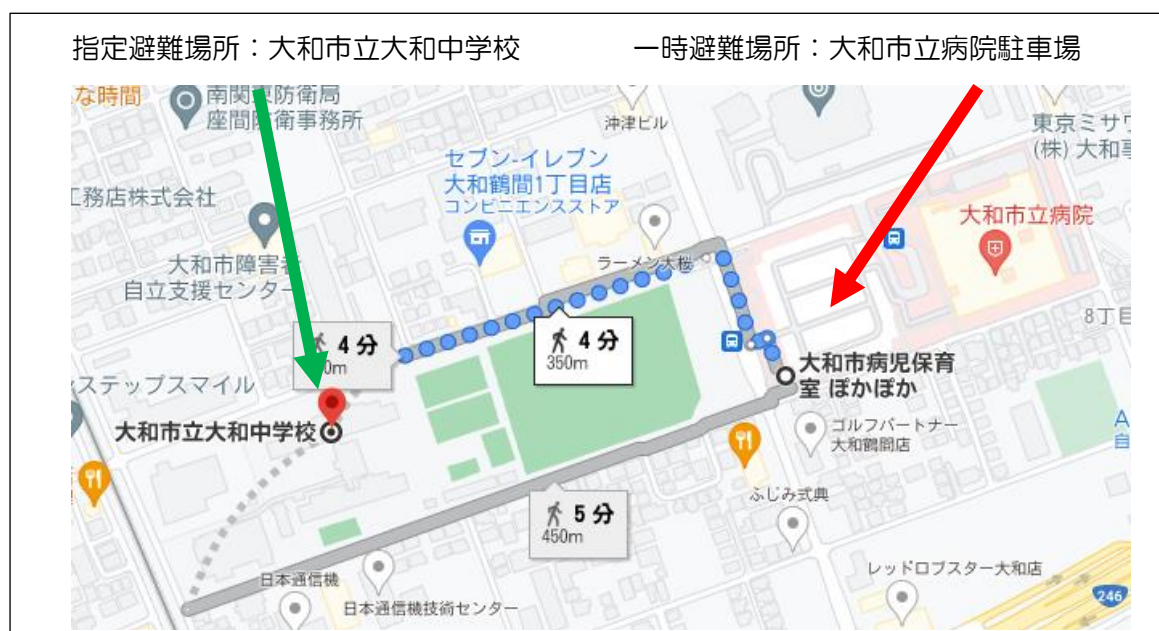 指定避難場所：大和市立大和中学校
一時避難場所：大和市立病院駐車場
な時間
南関東防衛局
座間防衛事務所
沖津ビル
東京ミサワ
(株) 大和事
セブン-イレブン
大和鶴間1丁目店
コンビニエンスストア
工務店株式会社
大和市立病院
大和市障害者
自立支援センター
ラーメン大桜
8丁目
4 分
4 分
350m
大和市病児保育
室 ぽかぽか
ステップスマイル
大和市立大和中学校
ゴルフパートナー
大和鶴間店
A
自
ふじみ式典
5 分
450m
日本通信機
日本通信機技術センター
レッドロブスター大和店
246